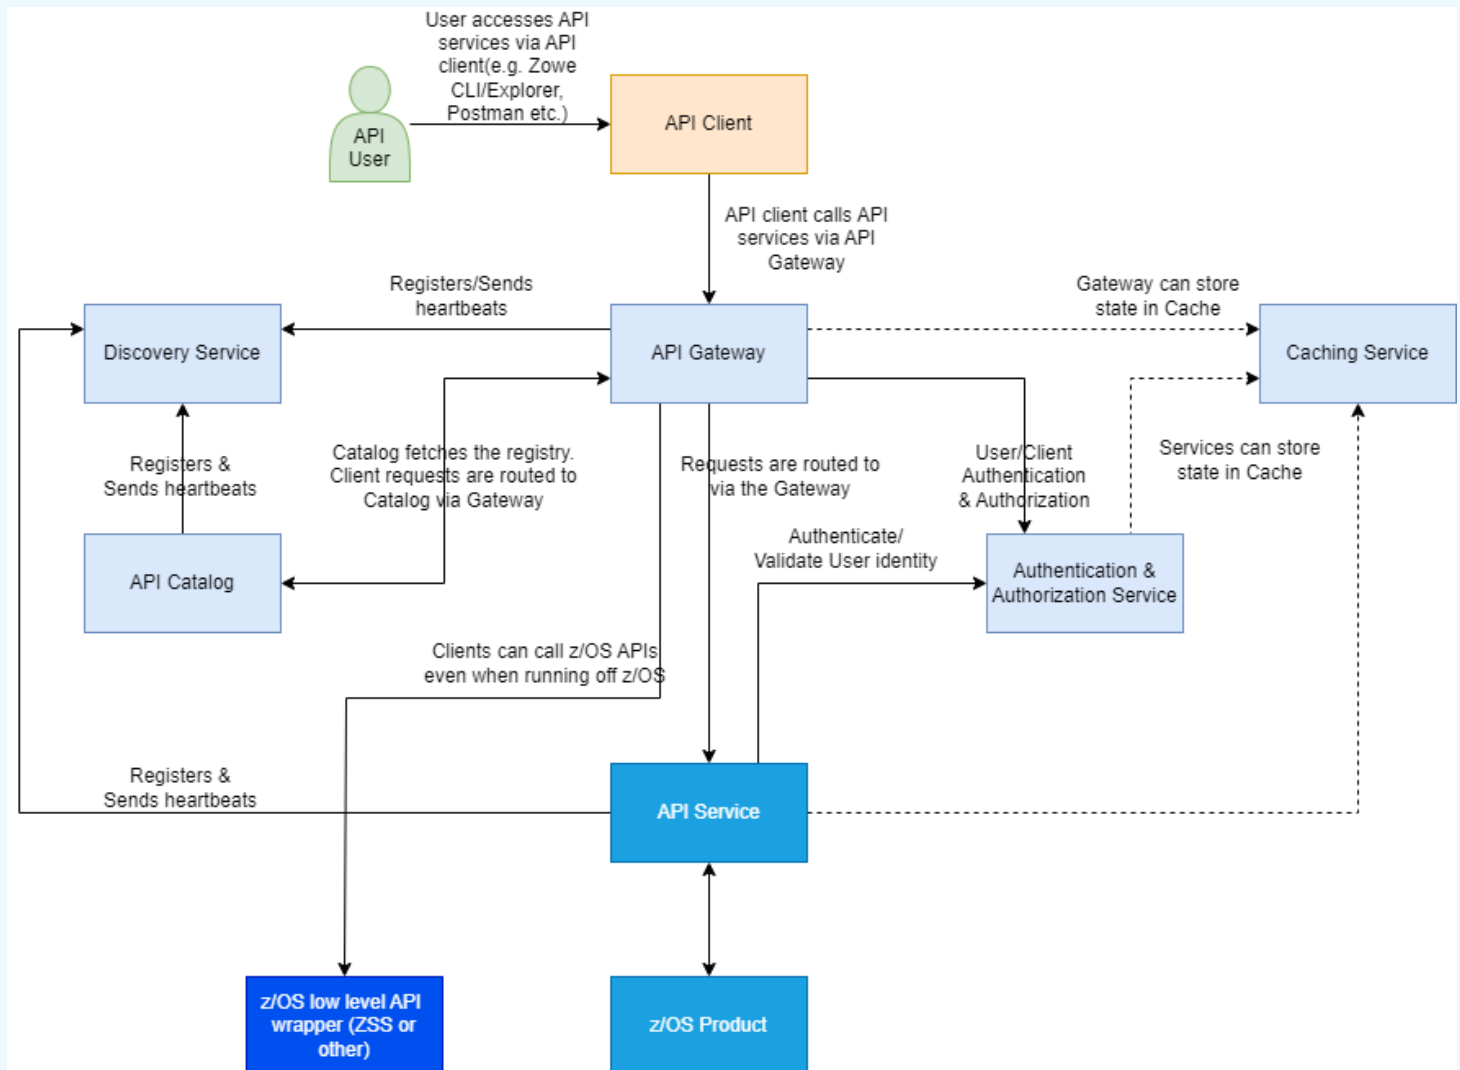 User accesses API
services via API
client(e.g. Zowe
CLI/Explorer,
Postman etc.)
API
User
API Client
API client calls API
services via API
Gateway
Registers/Sends
heartbeats
Gateway can store
state in Cache
Discovery Service
API Gateway
Caching Service
Registers &
Sends heartbeats
Catalog fetches the registry.
Client requests are routed to
Catalog via Gateway
Requests are routed to
via the Gateway
User/Client
Authentication
& Authorization
Services can store
state in Cache
Authenticate/
Validate User identity
API Catalog
Authentication &
Authorization Service
Clients can call z/OS APIs
even when running off z/OS
Registers &
Sends heartbeats
API Service
z/OS low level API
wrapper (ZSS or
other)
z/OS Product